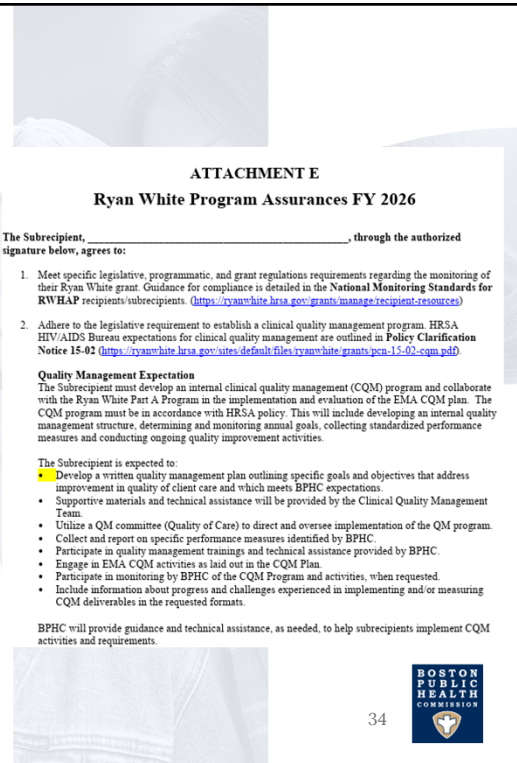 ATTACHMENT E
Ryan White Program Assurances FY 2026
The Subrecipient, ______________________________________________, through the authorized
signature below, agrees to:
1. Meet specific legislative, programmatic, and grant regulations requirements regarding the monitoring of
their Ryan White grant. Guidance for compliance is detailed in the National Monitoring Standards for
RWHAP recipients/subrecipients. (https://ryanwhite.hrsa.gov/grants/manage/recipient-resources)
2. Adhere to the legislative requirement to establish a clinical quality management program. HRSA
HIV/AIDS Bureau expectations for clinical quality management are outlined in Policy Clarification
Notice 15-02 (https://ryanwhite.hrsa.gov/sites/default/files/ryanwhite/grants/pcn-15-02-cqm.pdf).
Quality Management Expectation
The Subrecipient must develop an internal clinical quality management (CQM) program and collaborate
with the Ryan White Part A Program in the implementation and evaluation of the EMA CQM plan. The
CQM program must be in accordance with HRSA policy. This will include developing an internal quality
management structure, determining and monitoring annual goals, collecting standardized performance
measures and conducting ongoing quality improvement activities.
The Subrecipient is expected to:
• Develop a written quality management plan outlining specific goals and objectives that address
improvement in quality of client care and which meets BPHC expectations.
• Supportive materials and technical assistance will be provided by the Clinical Quality Management
Team.
• Utilize a QM committee (Quality of Care) to direct and oversee implementation of the QM program.
• Collect and report on specific performance measures identified by BPHC.
• Participate in quality management trainings and technical assistance provided by BPHC.
• Engage in EMA CQM activities as laid out in the CQM Plan.
• Participate in monitoring by BPHC of the CQM Program and activities, when requested.
• Include information about progress and challenges experienced in implementing and/or measuring
CQM deliverables in the requested formats.
BPHC will provide guidance and technical assistance, as needed, to help subrecipients implement CQM
activities and requirements.
34
BOSTON
PUBLIC
HEALTH
COMMISSION